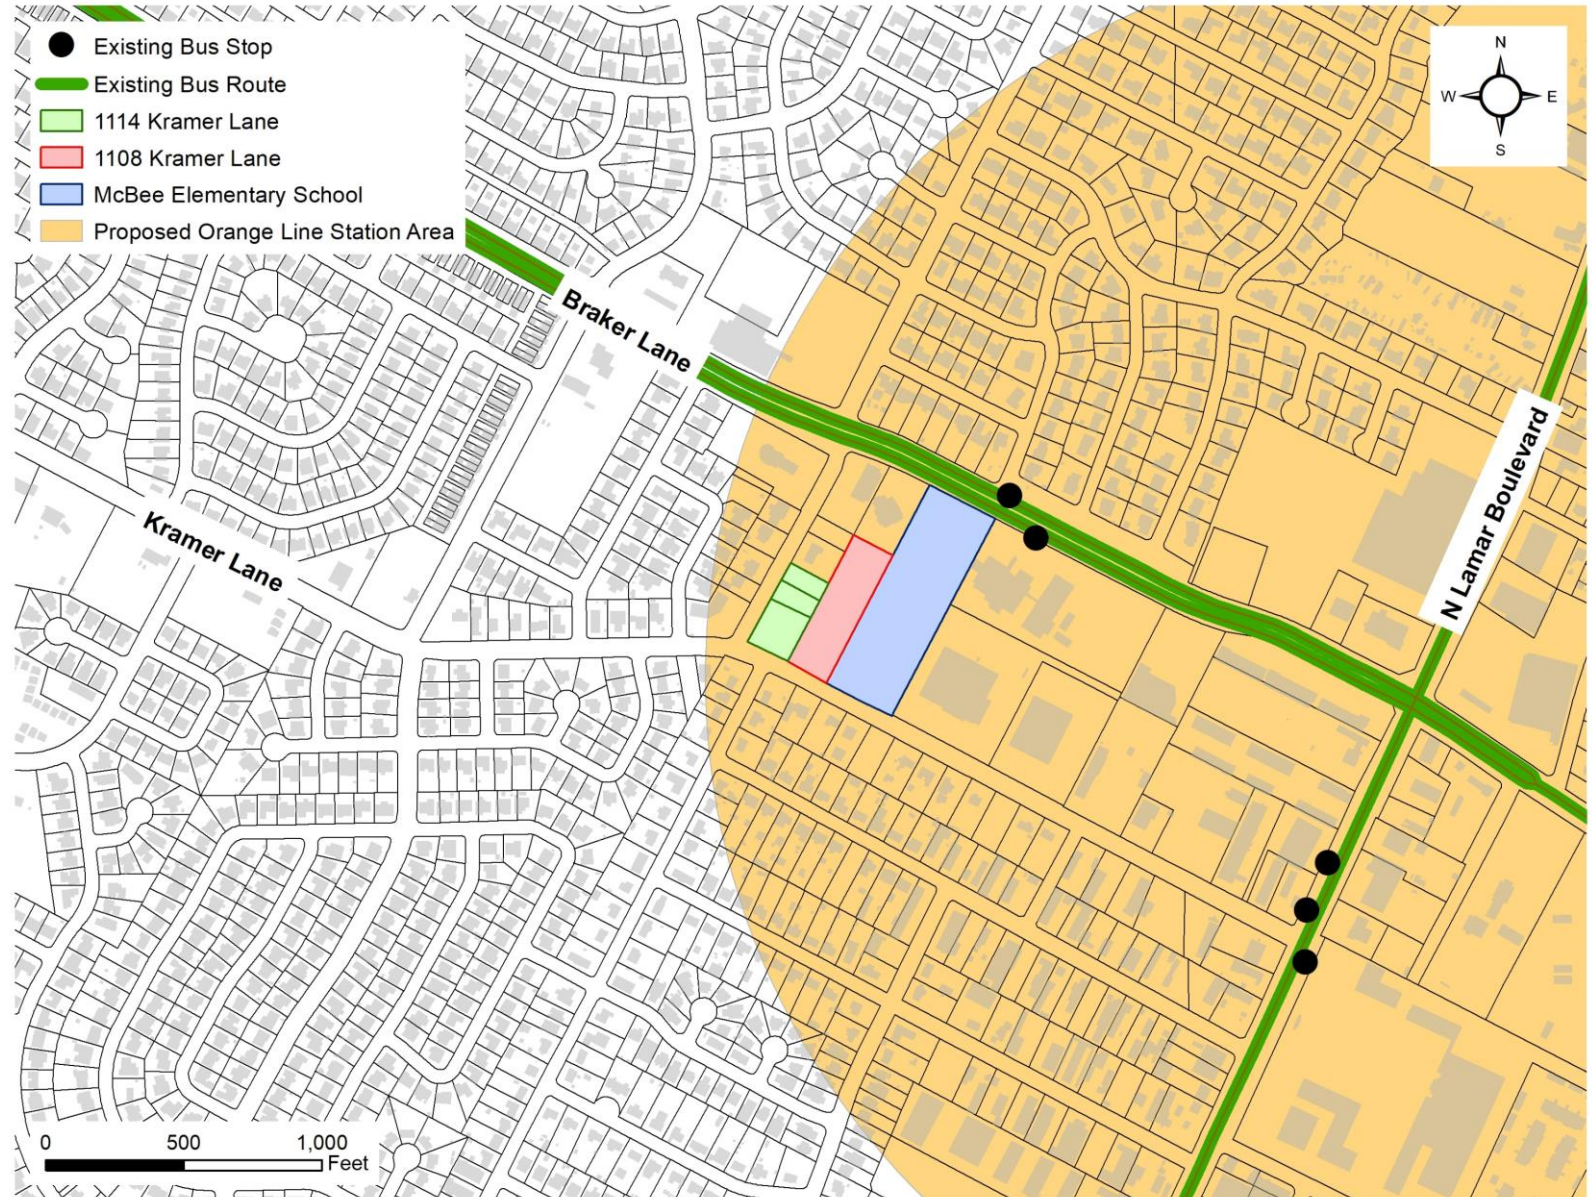 Existing Bus Stop
Existing Bus Route
1114 Kramer Lane
1108 Kramer Lane
McBee Elementary School
Proposed Orange Line Station Area
N
W E
S
Braker Lane
Kramer Lane
N Lamar Boulevard
0 500 1,000
Feet